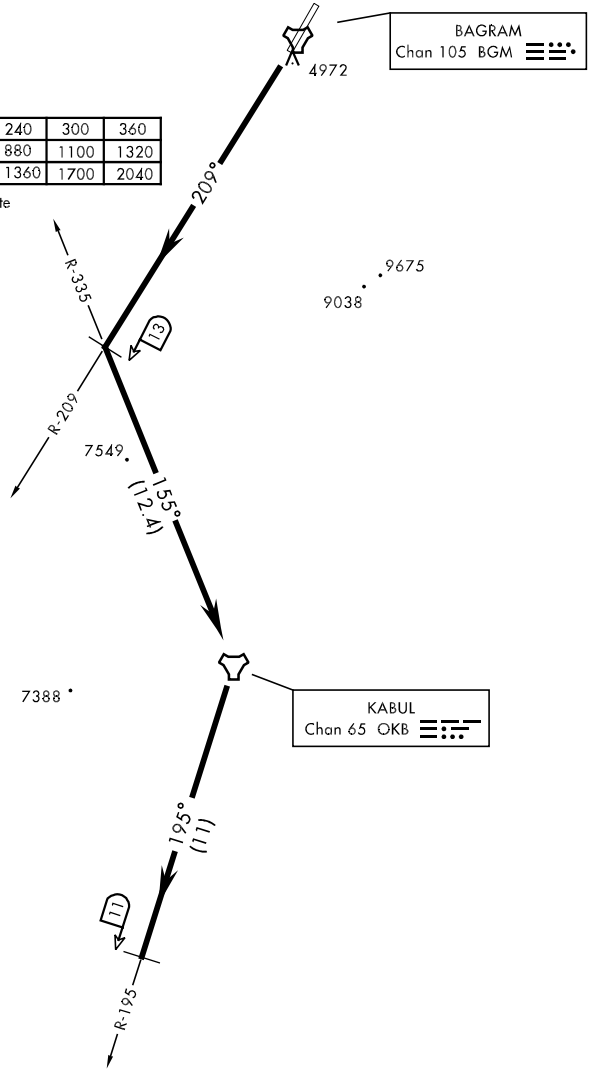 BAGRAM
Chan 105 BGM
4972
240 300 360
880 1100 1320
1360 1700 2040
te
209°
R-335
9675
9038
13
R-209
7549
155°
(12.4)
7388
KABUL
Chan 65 OKB
195°
(11)
11
R-195